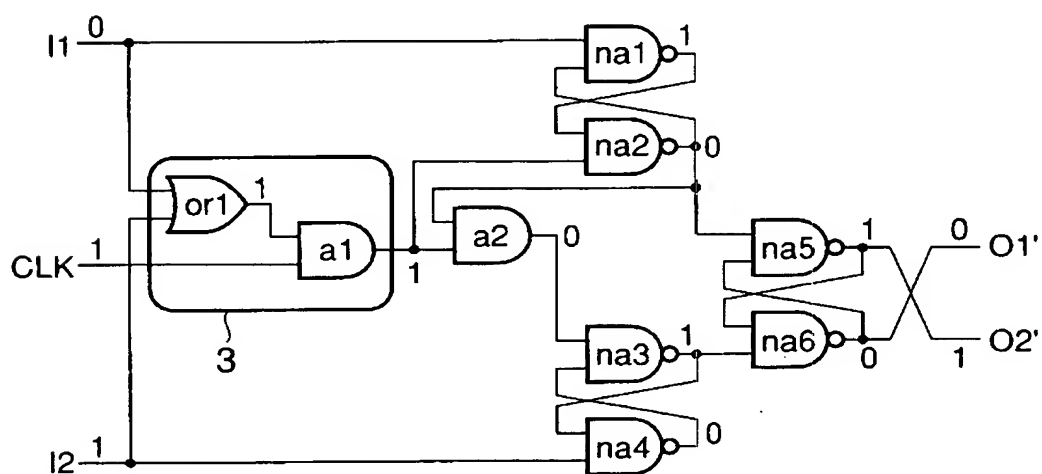 I1 0
na1 1
na2 0
or1 1
CLK 1
a1 1
a2 0
3
na5 1
0 O1'
na6 0
1 O2'
na3 1
na4 0
I2 1